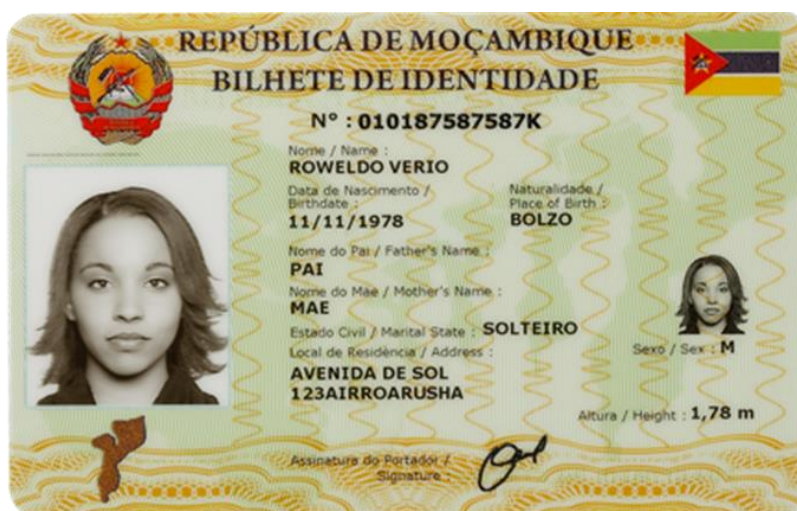 REPÚBLICA DE MOÇAMBIQUE
BILHETE DE IDENTIDADE
Nº : 010187587587K
Nome / Name :
ROWELDO VERIO
Data de Nascimento /
Birthdate :
11/11/1978
Naturalidade /
Place of Birth :
BOLZO
Nome do Pai / Father's Name :
PAI
Nome do Mae / Mother's Name :
MAE
Estado Civil / Marital State : SOLTEIRO
Local de Residência / Address :
AVENIDA DE SOL
123AIRROARUSHA
Sexo / Sex : M
Altura / Height : 1,78 m
Assinatura do Portador /
Signature :